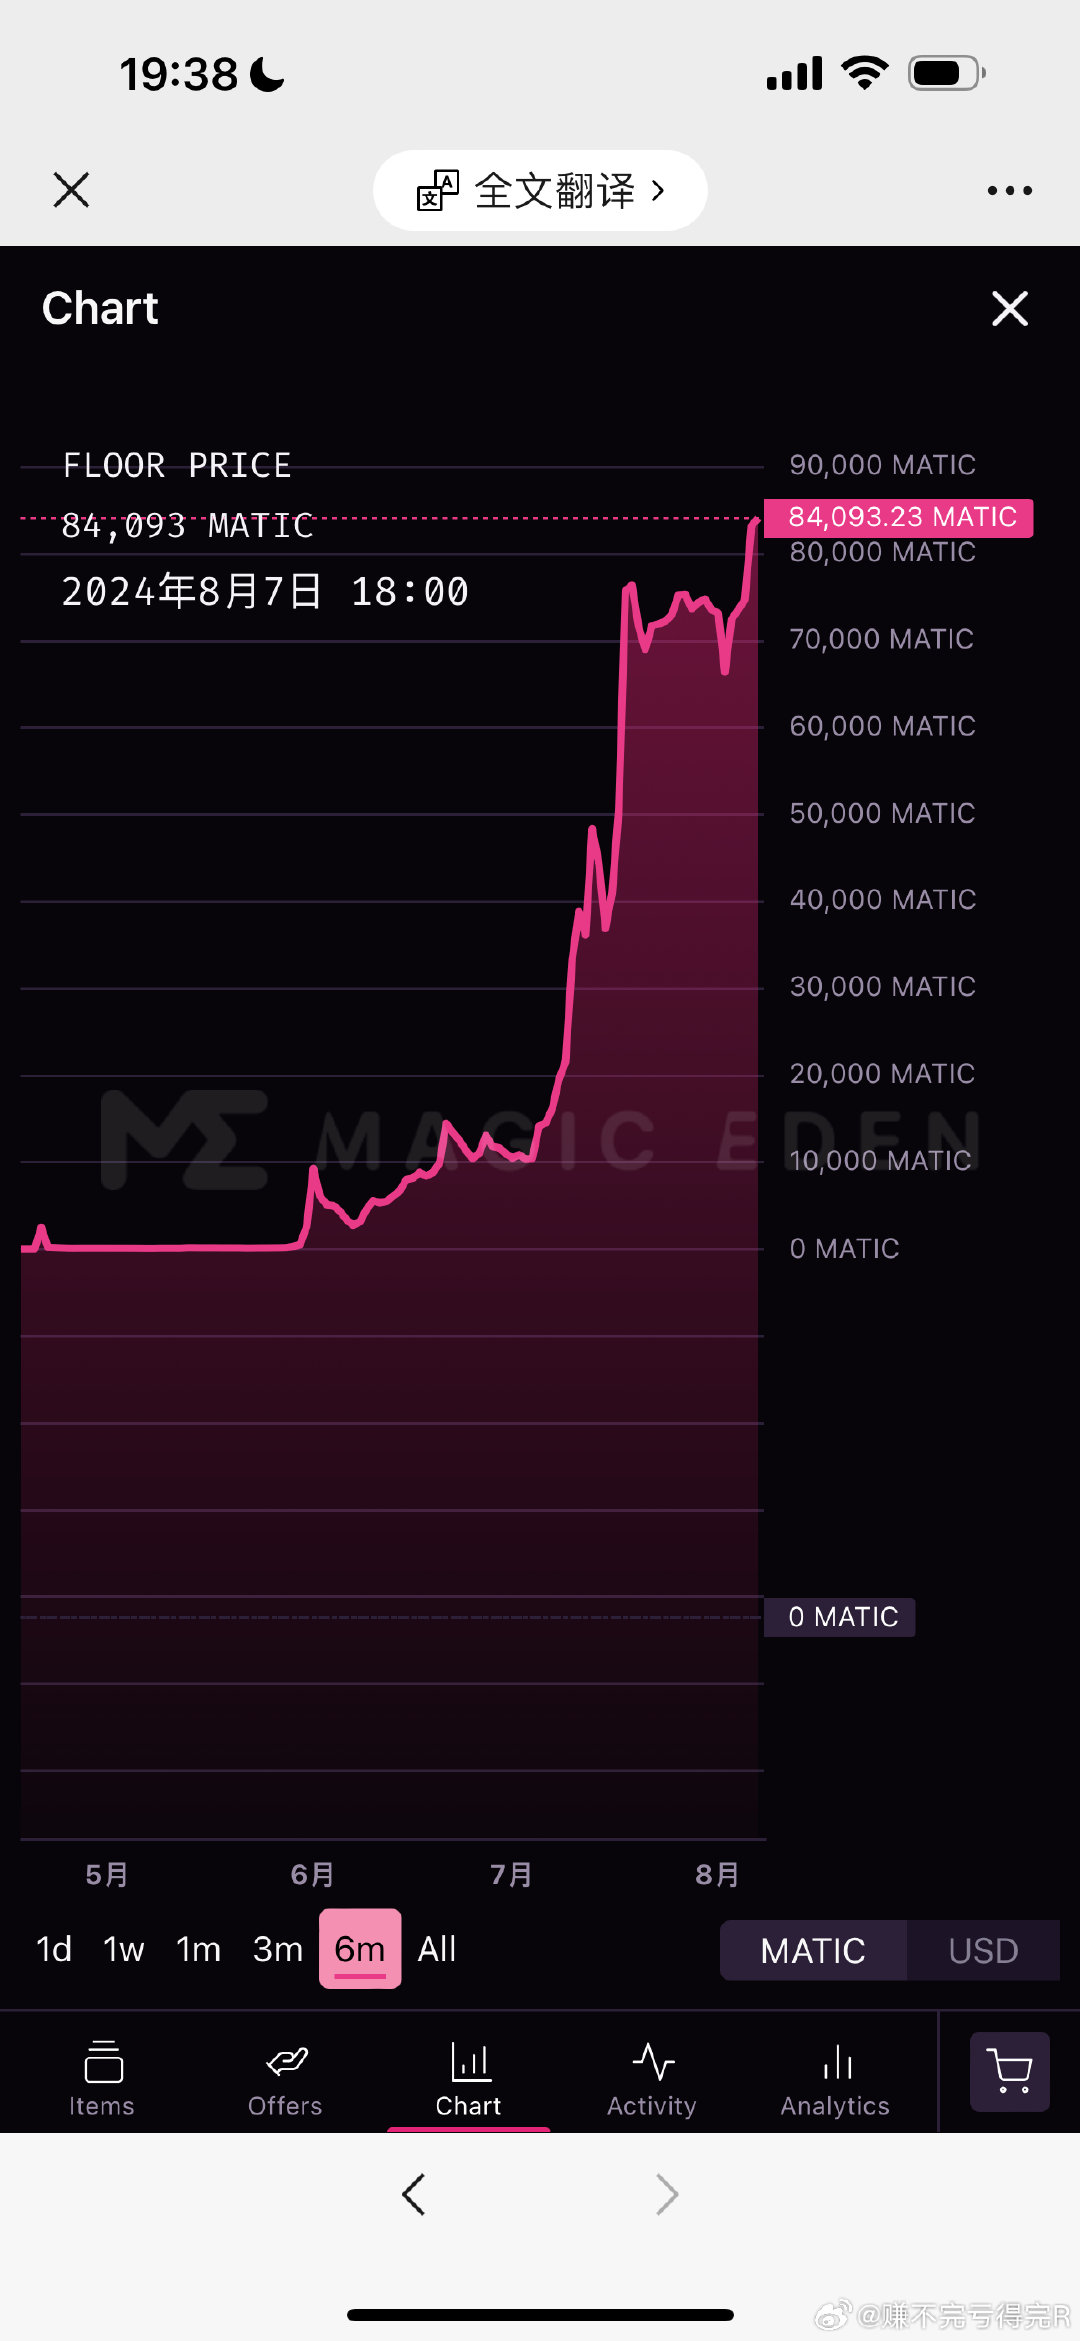 19:38
全文翻译
Chart
FLOOR PRICE
84,093 MATIC
2024年8月7日 18:00
90,000 MATIC
84,093.23 MATIC
80,000 MATIC
70,000 MATIC
60,000 MATIC
50,000 MATIC
40,000 MATIC
30,000 MATIC
20,000 MATIC
MAGIC EDEN
10,000 MATIC
0 MATIC
0 MATIC
5月 6月 7月 8月
1d 1w 1m 3m 6m All MATIC USD
Items Offers Chart Activity Analytics
@赚不完亏得完R